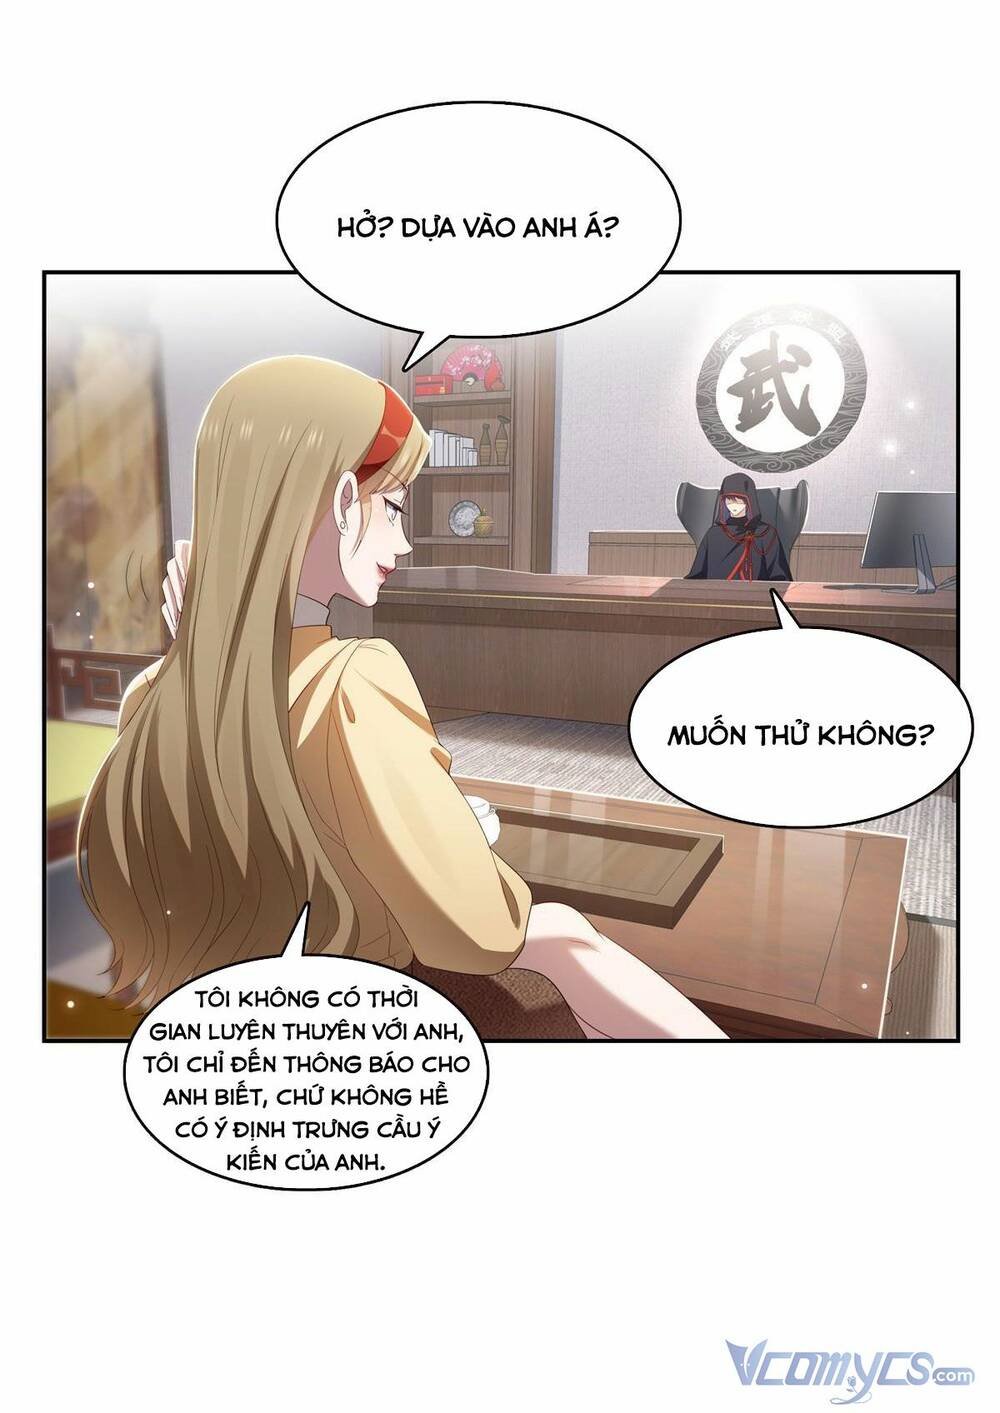 HỞ? DỰA VÀO ANH Á?
武
MUỐN THỬ KHÔNG?
TÔI KHÔNG CÓ THỜI
GIAN LUYÊN THUYÊN VỚI ANH,
TÔI CHỈ ĐẾN THÔNG BÁO CHO
ANH BIẾT, CHỨ KHÔNG HỀ
CÓ Ý ĐỊNH TRƯNG CẦU Ý
KIẾN CỦA ANH.
VCOMYCS.com